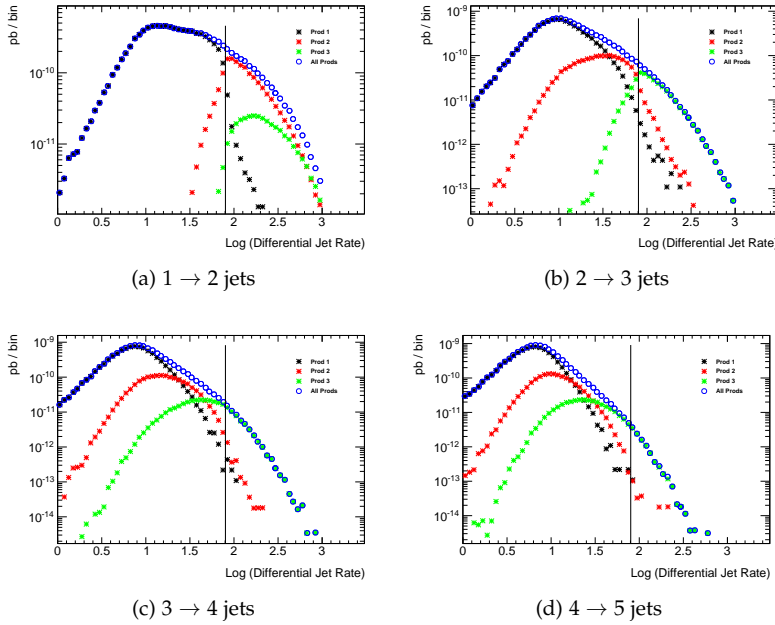 pb / bin
Prod 1
Prod 2
Prod 3
All Prods
10⁻¹⁰
10⁻¹¹
0 0.5 1 1.5 2 2.5 3
Log (Differential Jet Rate)
(a) 1 → 2 jets
pb / bin
10⁻⁹
Prod 1
Prod 2
Prod 3
All Prods
10⁻¹⁰
10⁻¹¹
10⁻¹²
10⁻¹³
0 0.5 1 1.5 2 2.5 3
Log (Differential Jet Rate)
(b) 2 → 3 jets
pb / bin
10⁻⁹
Prod 1
Prod 2
Prod 3
All Prods
10⁻¹⁰
10⁻¹¹
10⁻¹²
10⁻¹³
10⁻¹⁴
0 0.5 1 1.5 2 2.5 3
Log (Differential Jet Rate)
(c) 3 → 4 jets
pb / bin
10⁻⁹
Prod 1
Prod 2
Prod 3
All Prods
10⁻¹⁰
10⁻¹¹
10⁻¹²
10⁻¹³
10⁻¹⁴
0 0.5 1 1.5 2 2.5 3
Log (Differential Jet Rate)
(d) 4 → 5 jets